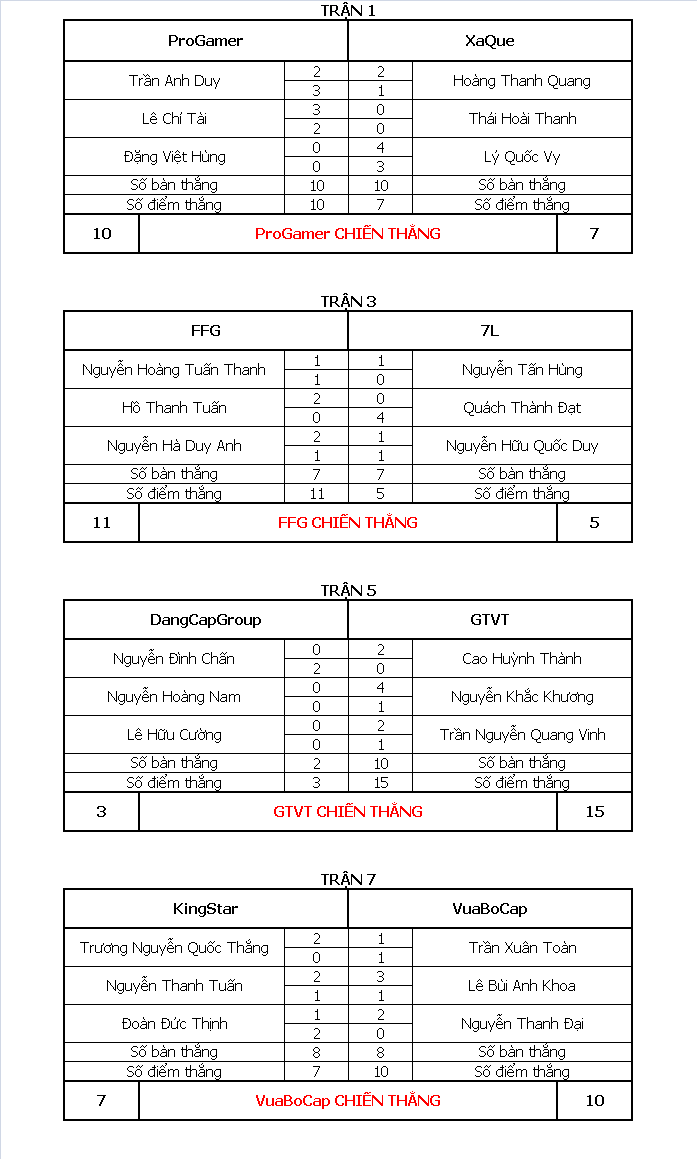 TRẬN 1
ProGamer XaQue
Trần Anh Duy 2 2 Hoàng Thanh Quang
3 1
Lê Chí Tài 3 0 Thái Hoài Thanh
2 0
Đặng Việt Hùng 0 4 Lý Quốc Vy
0 3
Số bàn thắng 10 10 Số bàn thắng
Số điểm thắng 10 7 Số điểm thắng
10 ProGamer CHIẾN THẮNG 7
TRẬN 3
FFG 7L
Nguyễn Hoàng Tuấn Thanh 1 1 Nguyễn Tấn Hùng
1 0
Hồ Thanh Tuấn 2 0 Quách Thành Đạt
0 4
Nguyễn Hà Duy Anh 2 1 Nguyễn Hữu Quốc Duy
1 1
Số bàn thắng 7 7 Số bàn thắng
Số điểm thắng 11 5 Số điểm thắng
11 FFG CHIẾN THẮNG 5
TRẬN 5
DangCapGroup GTVT
Nguyễn Đình Chấn 0 2 Cao Huỳnh Thành
2 0
Nguyễn Hoàng Nam 0 4 Nguyễn Khắc Khương
0 1
Lê Hữu Cường 0 2 Trần Nguyễn Quang Vinh
0 1
Số bàn thắng 2 10 Số bàn thắng
Số điểm thắng 3 15 Số điểm thắng
3 GTVT CHIẾN THẮNG 15
TRẬN 7
KingStar VuaBoCap
Trương Nguyễn Quốc Thắng 2 1 Trần Xuân Toàn
0 1
Nguyễn Thanh Tuấn 2 3 Lê Bùi Anh Khoa
1 1
Đoàn Đức Thịnh 1 2 Nguyễn Thanh Đại
2 0
Số bàn thắng 8 8 Số bàn thắng
Số điểm thắng 7 10 Số điểm thắng
7 VuaBoCap CHIẾN THẮNG 10